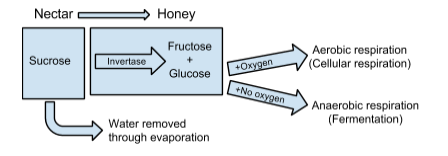 Nectar Honey
Sucrose
Invertase
Fructose
+
Glucose
+Oxygen
Aerobic respiration
(Cellular respiration)
+No oxygen
Anaerobic respiration
(Fermentation)
Water removed
through evaporation